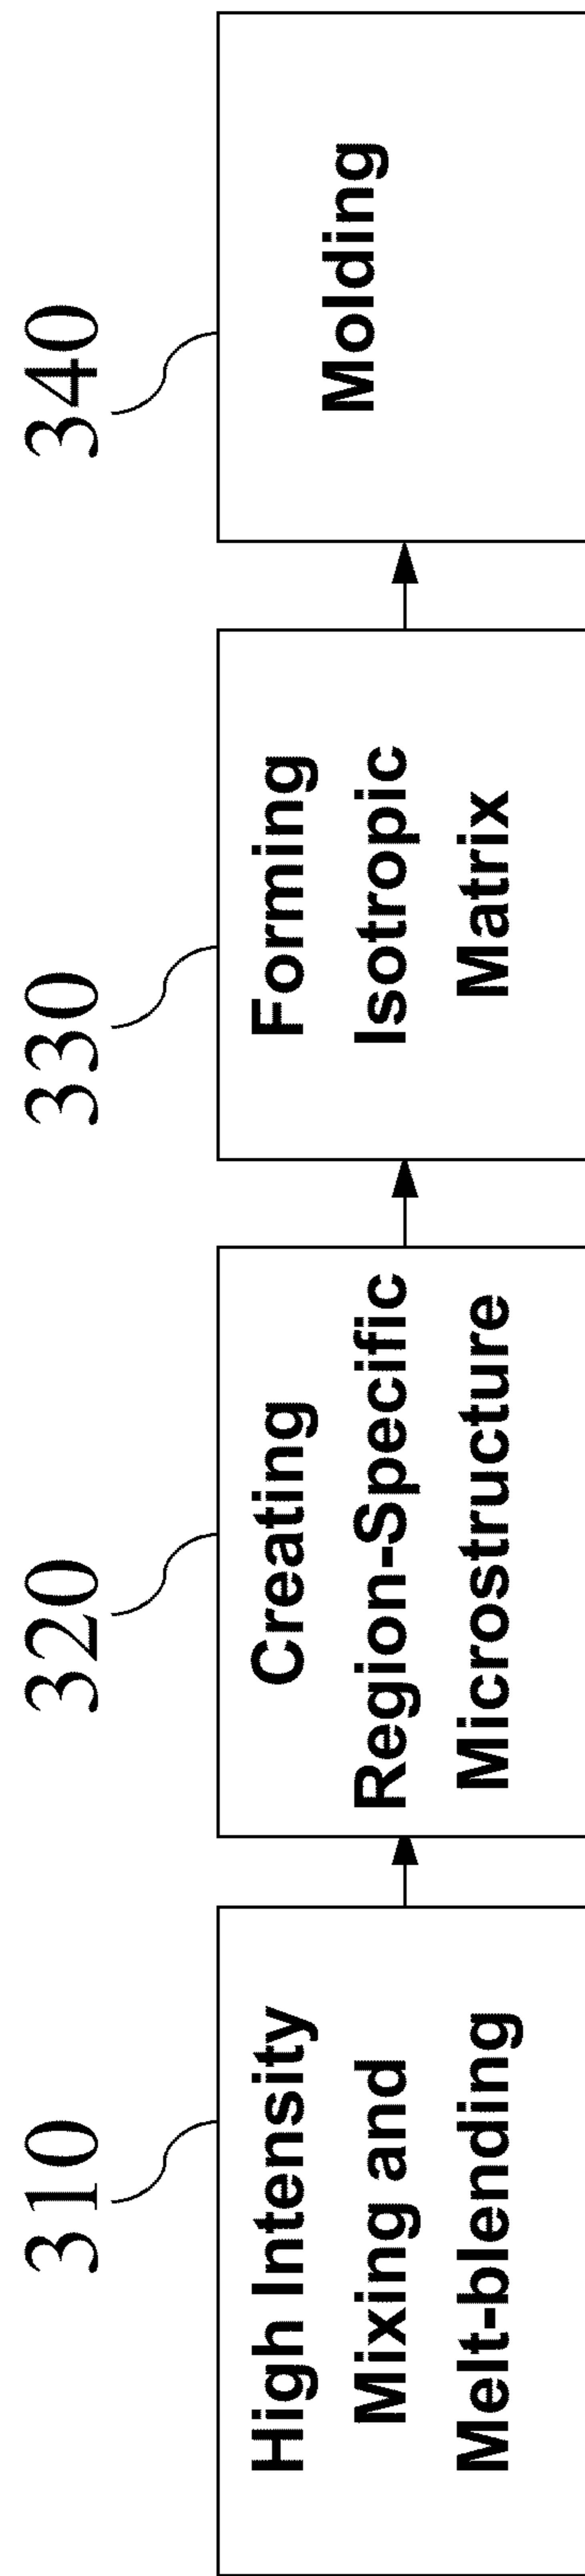 310
High Intensity
Mixing and
Melt-blending
320
Creating
Region-Specific
Microstructure
330
Forming
Isotropic
Matrix
340
Molding